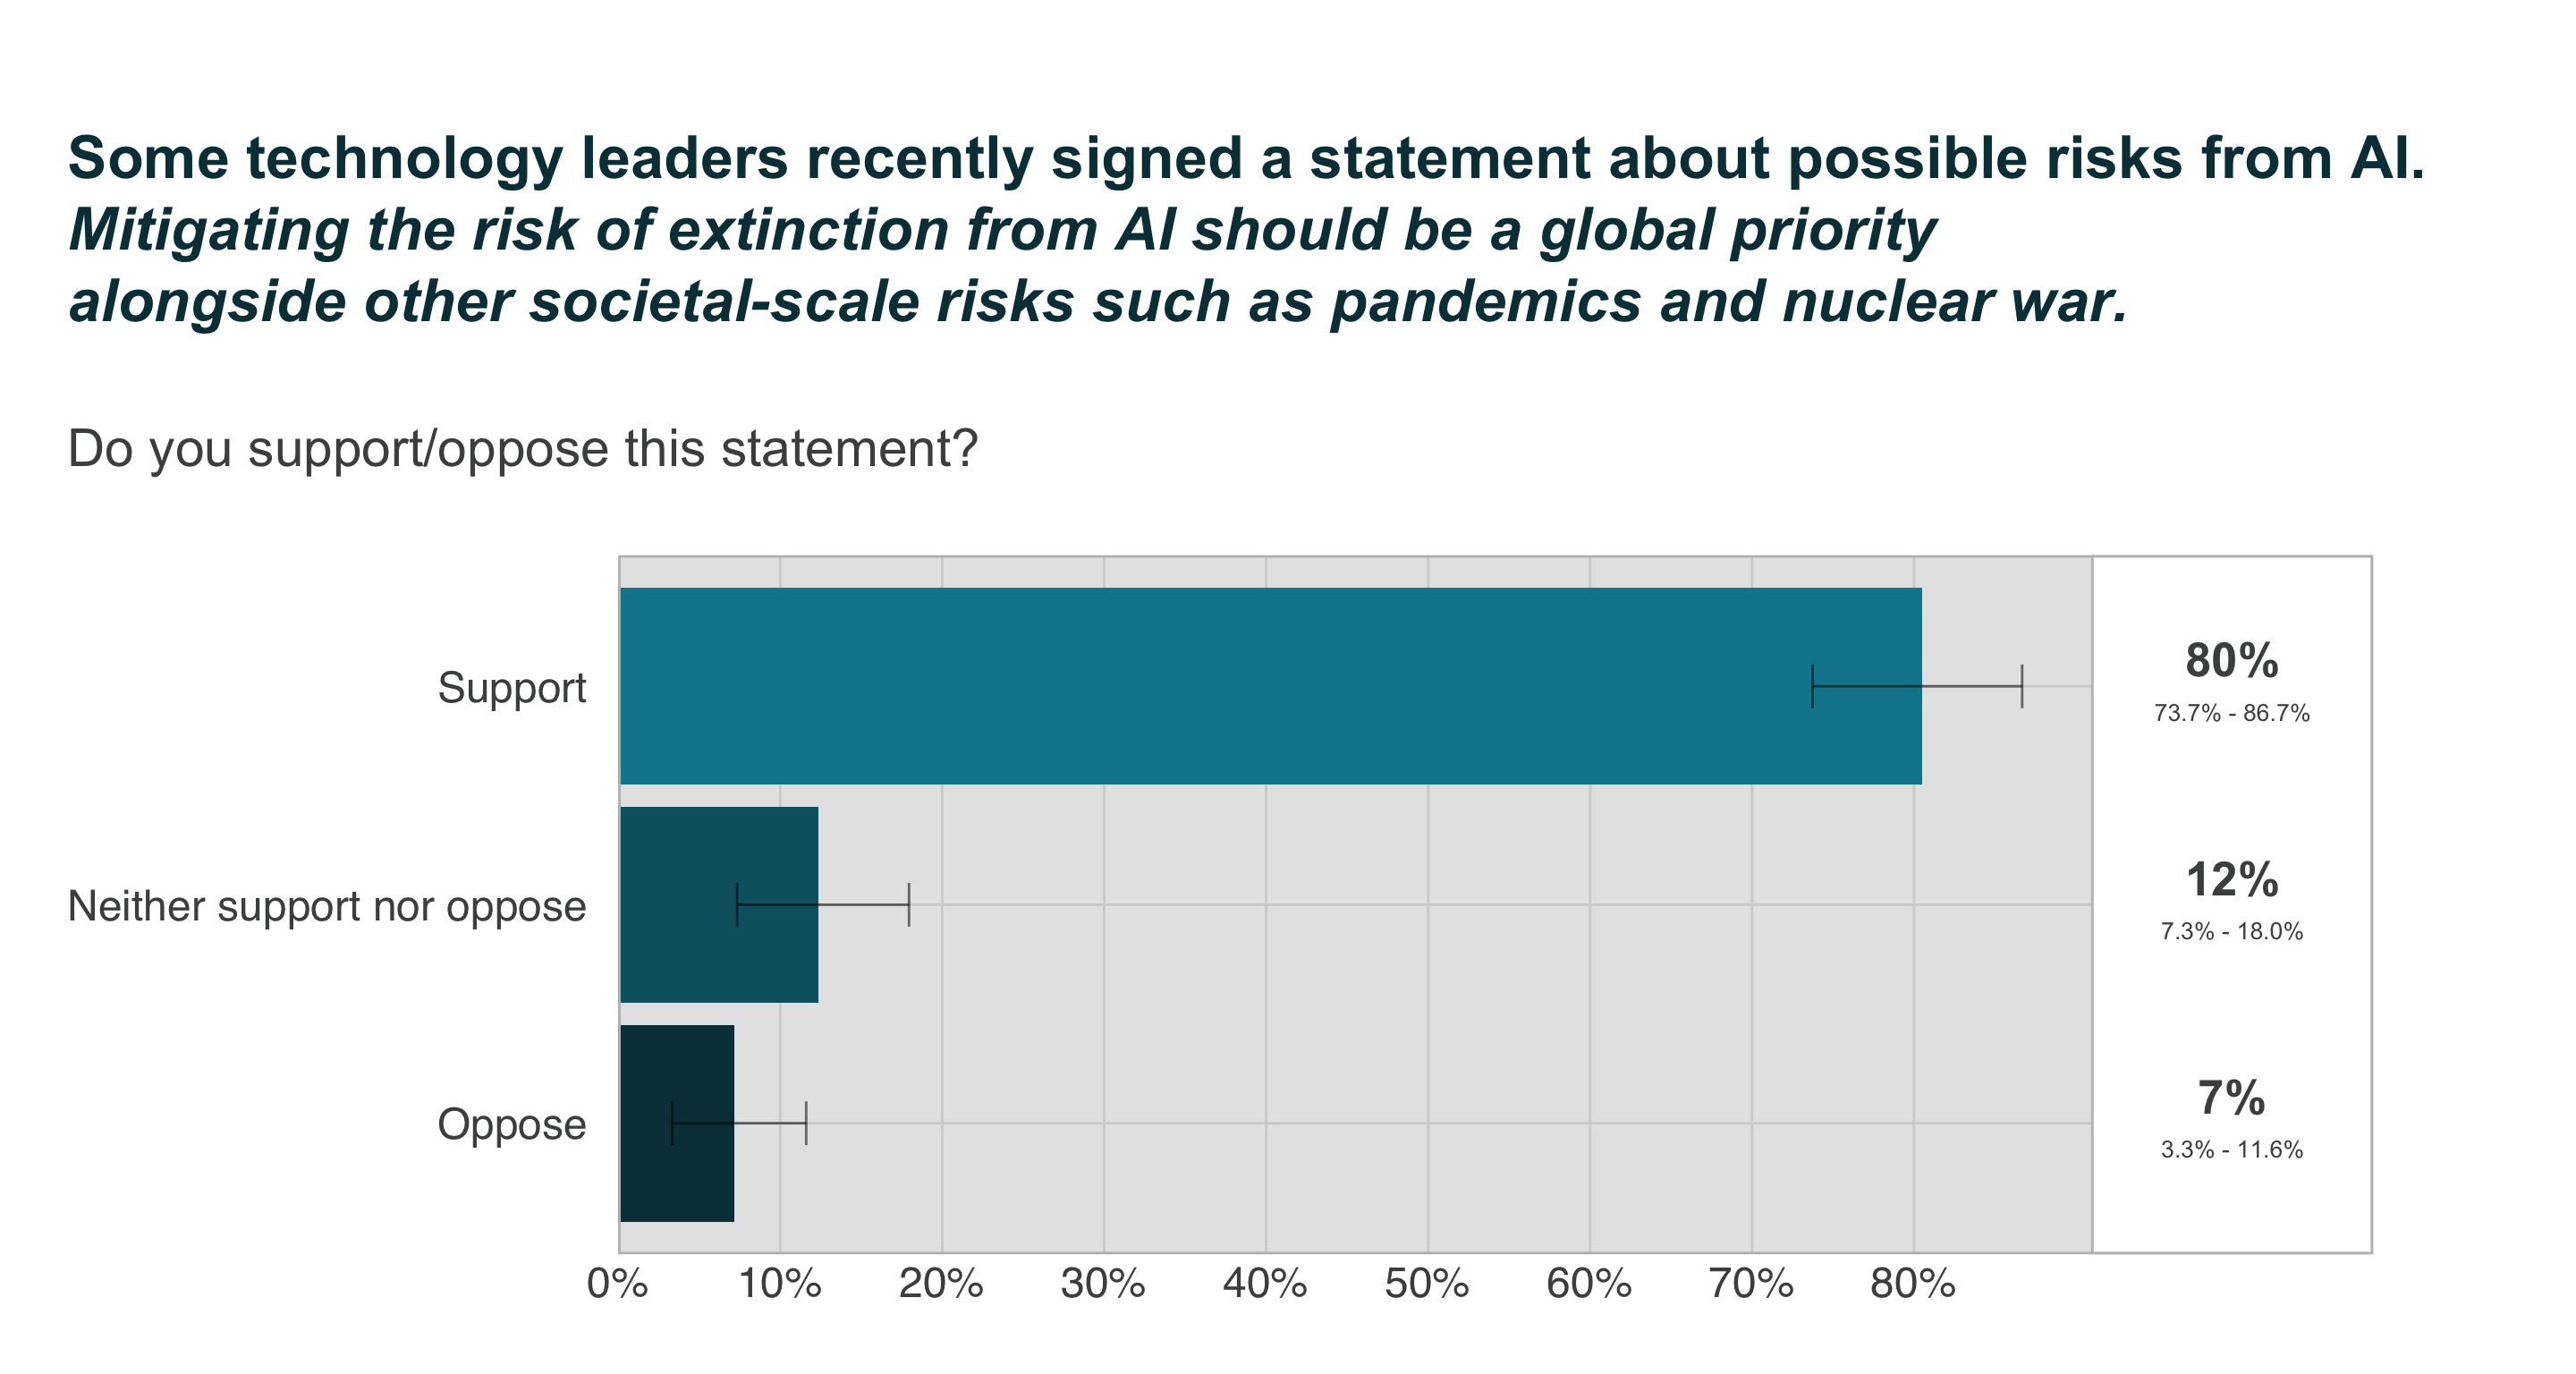 Some technology leaders recently signed a statement about possible risks from AI.
Mitigating the risk of extinction from AI should be a global priority
alongside other societal-scale risks such as pandemics and nuclear war.
Do you support/oppose this statement?
Support
80%
73.7% - 86.7%
Neither support nor oppose
12%
7.3% - 18.0%
Oppose
7%
3.3% - 11.6%
0% 10% 20% 30% 40% 50% 60% 70% 80%